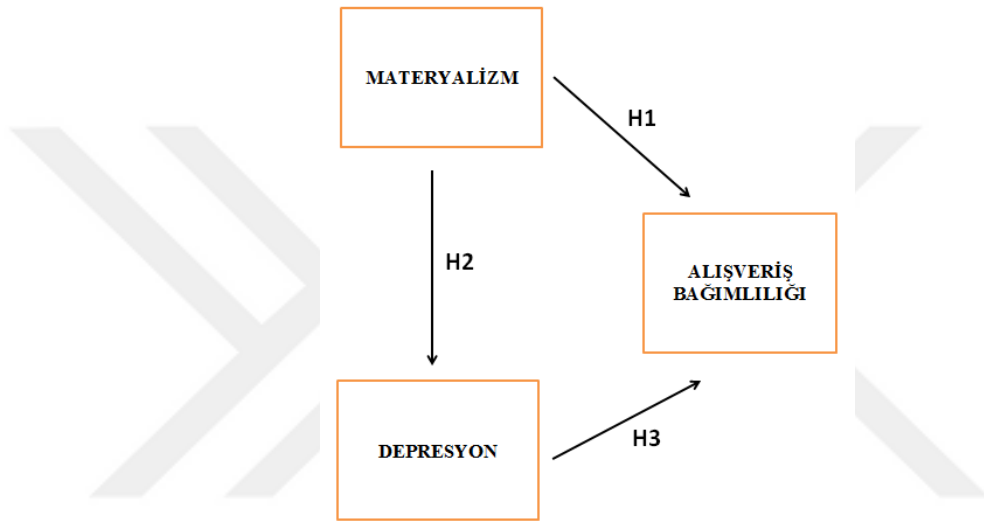 MATERYALİZM
H1
ALIŞVERİŞ
BAĞIMLILIĞI
H2
DEPRESYON
H3